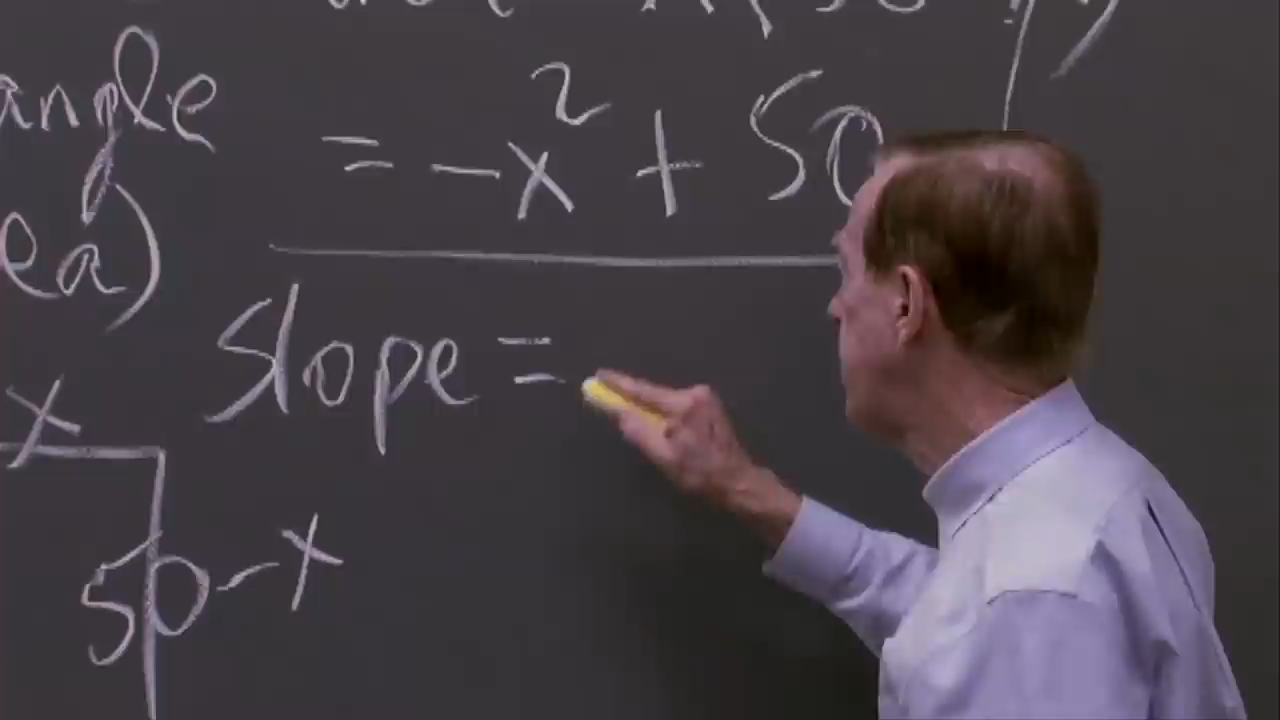 angle
= -x² + 50
ea)
Slope =
x
50-x